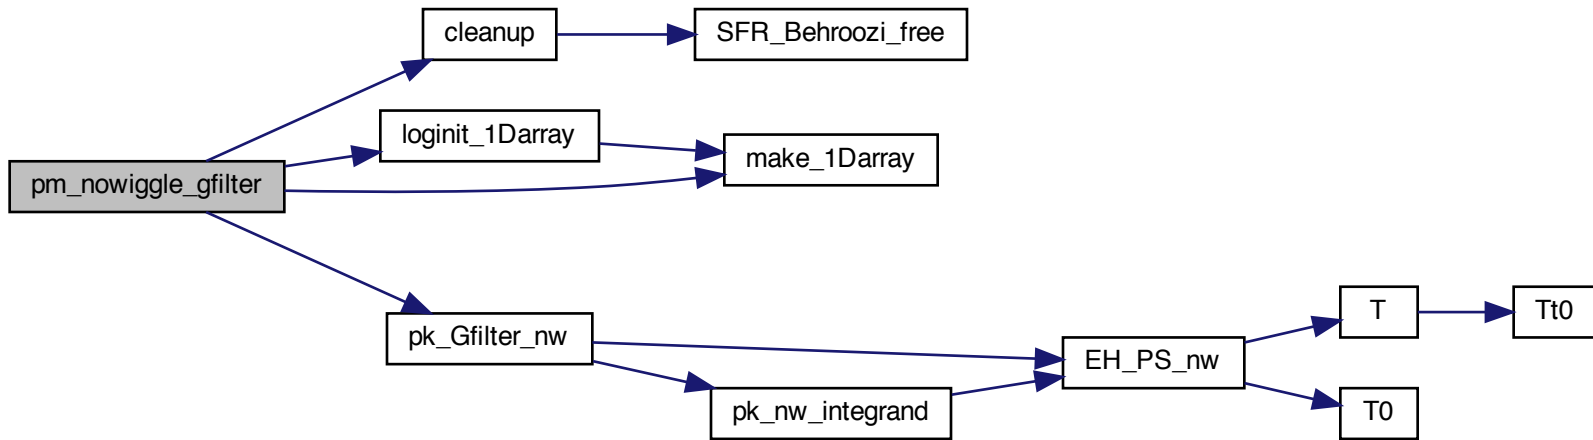 cleanup
SFR_Behroozi_free
loginit_1Darray
make_1Darray
pm_nowiggle_gfilter
pk_Gfilter_nw
EH_PS_nw
T
Tt0
pk_nw_integrand
T0